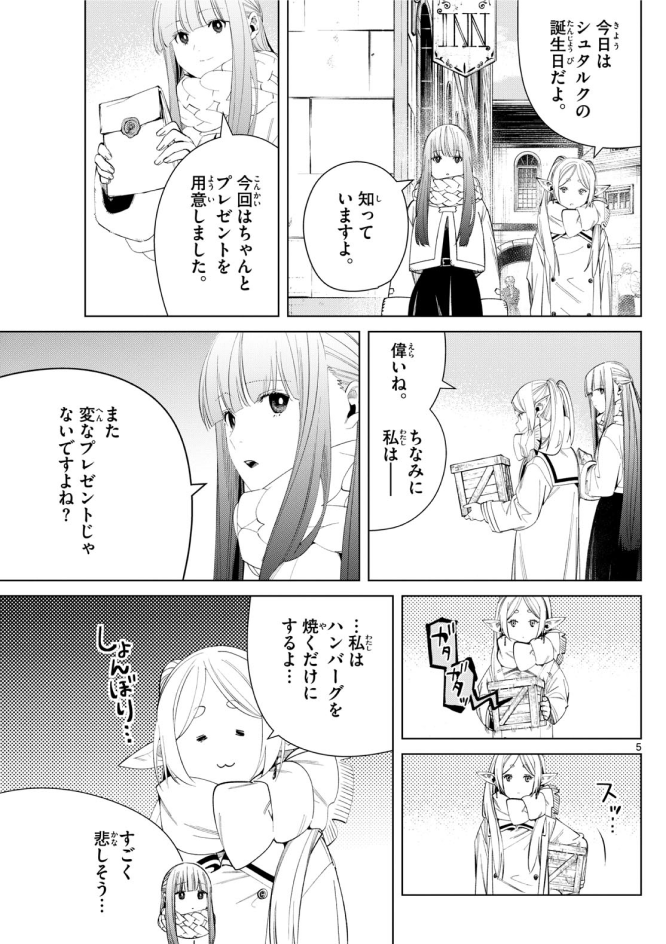 今日は
シュタルクの
誕生日だよ。
INN
知って
いますよ。
今回はちゃんと
プレゼントを
用意しました。
偉いね。
ちなみに
私は──
また
変なプレゼントじゃ
ないですよね?
ガタ
ガタッ
5
スッ…
…私は
ハンバーグを
焼くだけに
するよ…
しょんぼり…
すごく
悲しそう…